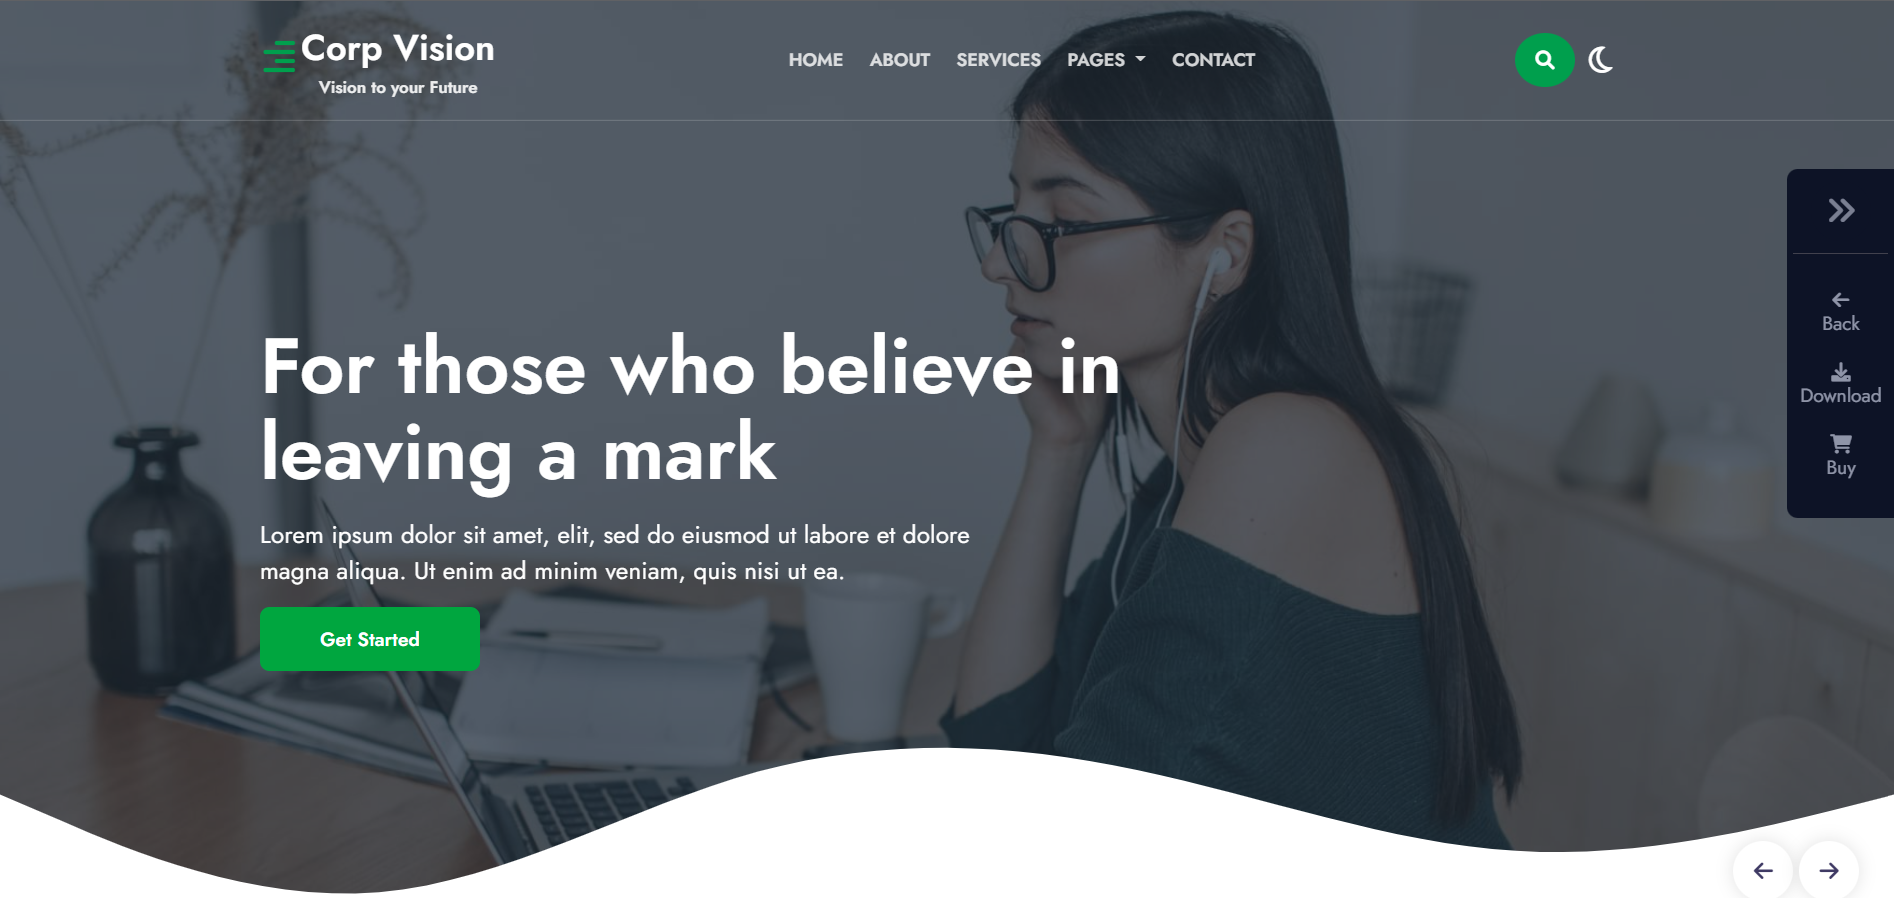 Corp Vision
Vision to your Future
HOME ABOUT SERVICES PAGES CONTACT
Back
Download
Buy
For those who believe in
leaving a mark
Lorem ipsum dolor sit amet, elit, sed do eiusmod ut labore et dolore
magna aliqua. Ut enim ad minim veniam, quis nisi ut ea.
Get Started